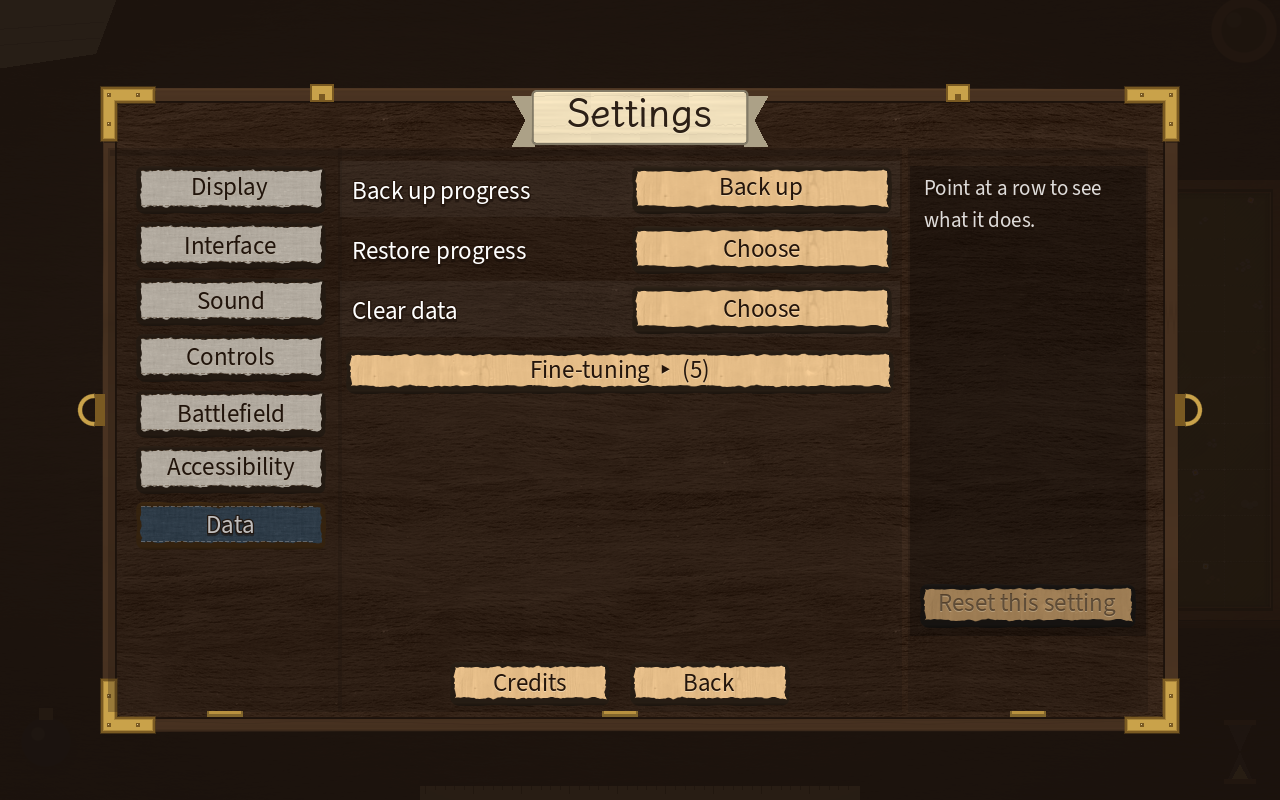 Settings
Display
Interface
Sound
Controls
Battlefield
Accessibility
Data
Back up progress
Back up
Restore progress
Choose
Clear data
Choose
Fine-tuning ▸ (5)
Point at a row to see
what it does.
Reset this setting
Credits
Back